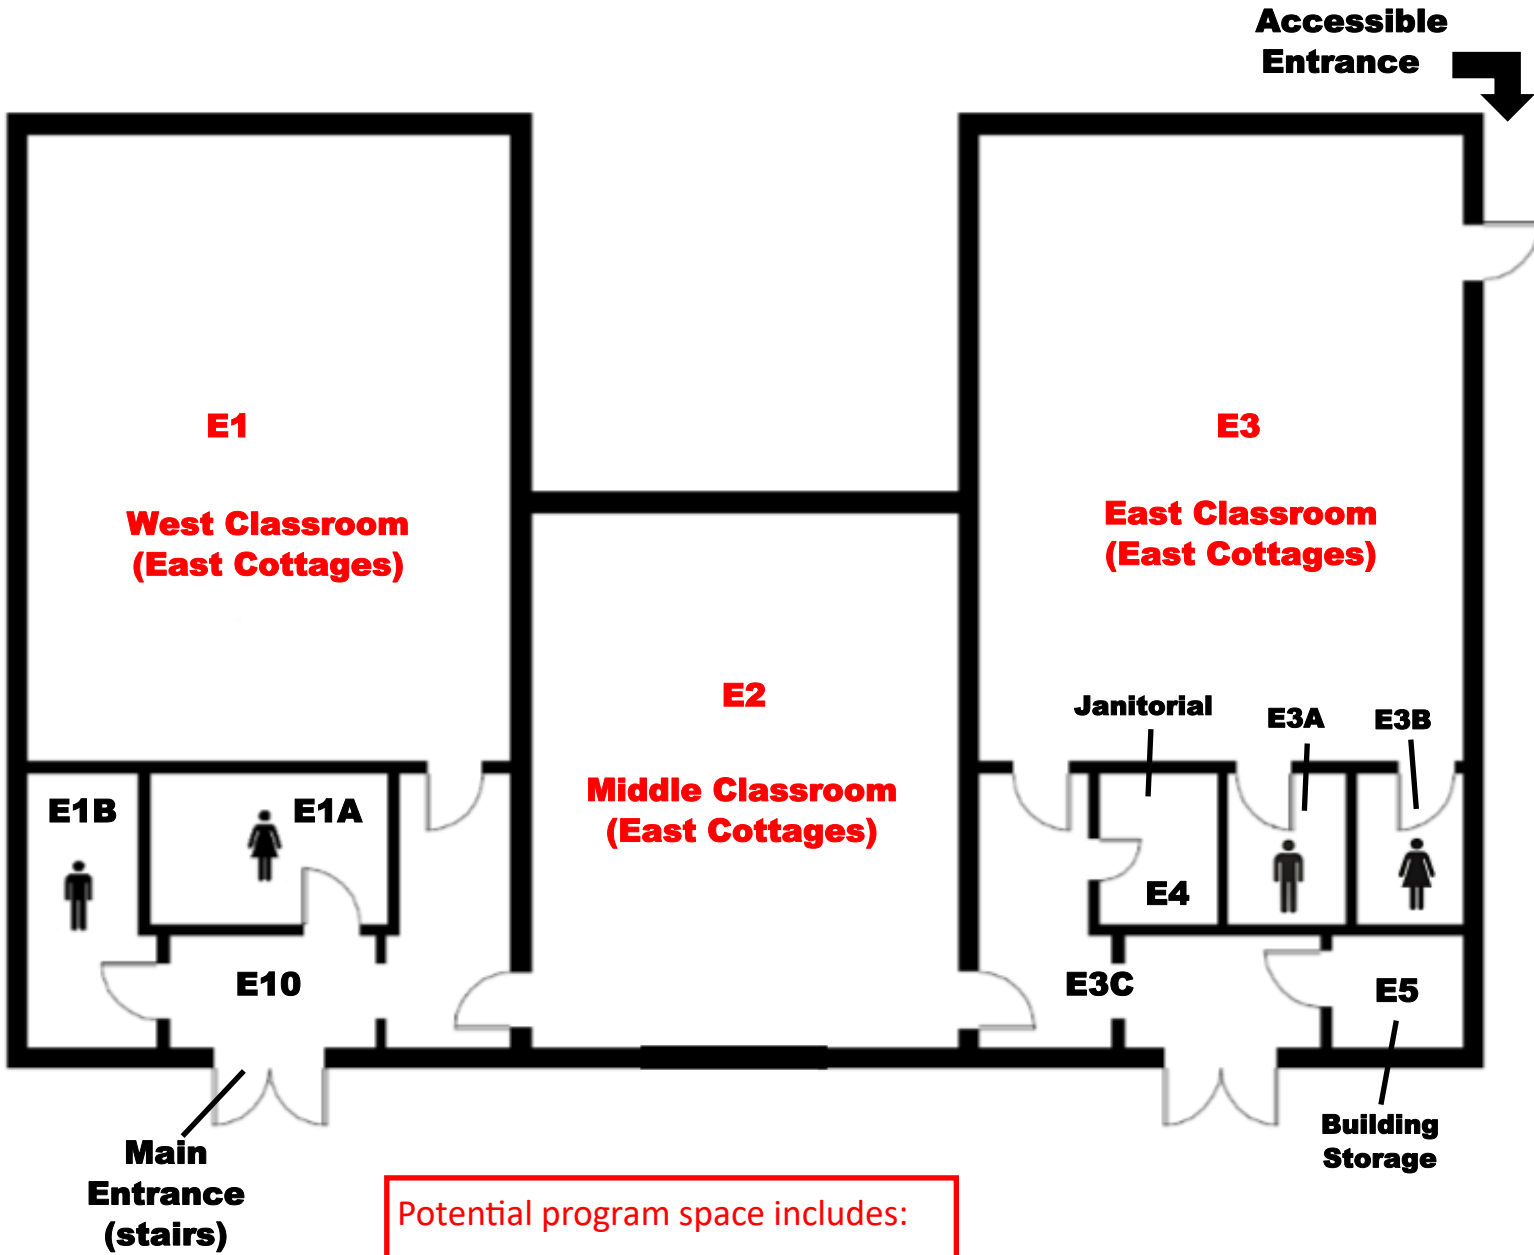 Accessible
Entrance
E1
West Classroom
(East Cottages)
E3
East Classroom
(East Cottages)
E2
Middle Classroom
(East Cottages)
Janitorial
E3A
E3B
E1B
E1A
E4
E10
E3C
E5
Main
Entrance
(stairs)
Building
Storage
Potential program space includes: